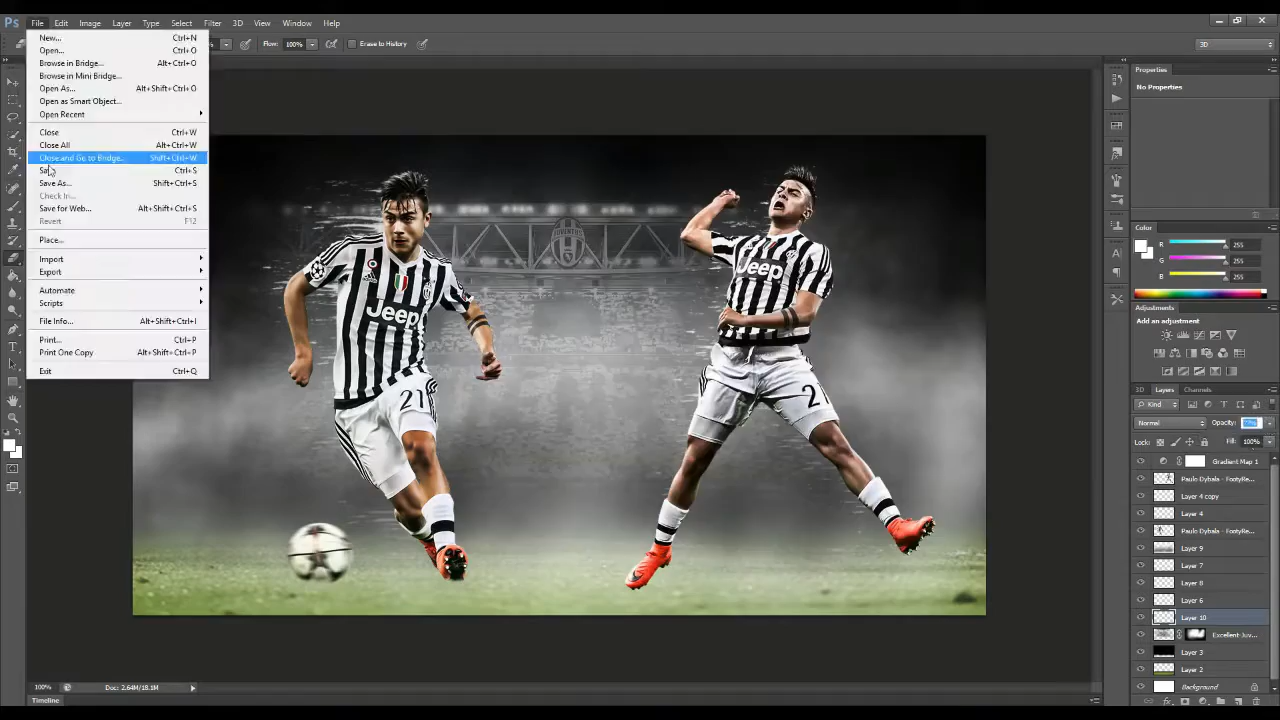 Ps File Edit Image Layer Type Select Filter 3D View Window Help
Flow: 100% Erase to History 3D
New... Ctrl+N
Open... Ctrl+O
Browse in Bridge... Alt+Ctrl+O
Browse in Mini Bridge...
Open As... Alt+Shift+Ctrl+O
Open as Smart Object...
Open Recent
Close Ctrl+W
Close All Alt+Ctrl+W
Close and Go to Bridge... Shift+Ctrl+W
Ctrl+S
Save As... Shift+Ctrl+S
Check In...
Save for Web... Alt+Shift+Ctrl+S
Revert F12
Place...
Import
Export
Automate
Scripts
File Info... Alt+Shift+Ctrl+I
Print... Ctrl+P
Print One Copy Alt+Shift+Ctrl+P
Exit Ctrl+Q
Jeep
21
Jeep
21
Properties
No Properties
Color
R 255
G 255
B 255
Adjustments
Add an adjustment
3D Layers Channels
Kind
Normal Opacity:
Lock: Fill: 100%
Gradient Map 1
Paulo Dybala - FootyRe...
Layer 4 copy
Layer 4
Paulo Dybala - FootyRe...
Layer 9
Layer 7
Layer 8
Layer 6
Layer 10
Excellent-Juv...
Layer 3
Layer 2
Background
100% Doc: 2.64M/18.1M
Timeline